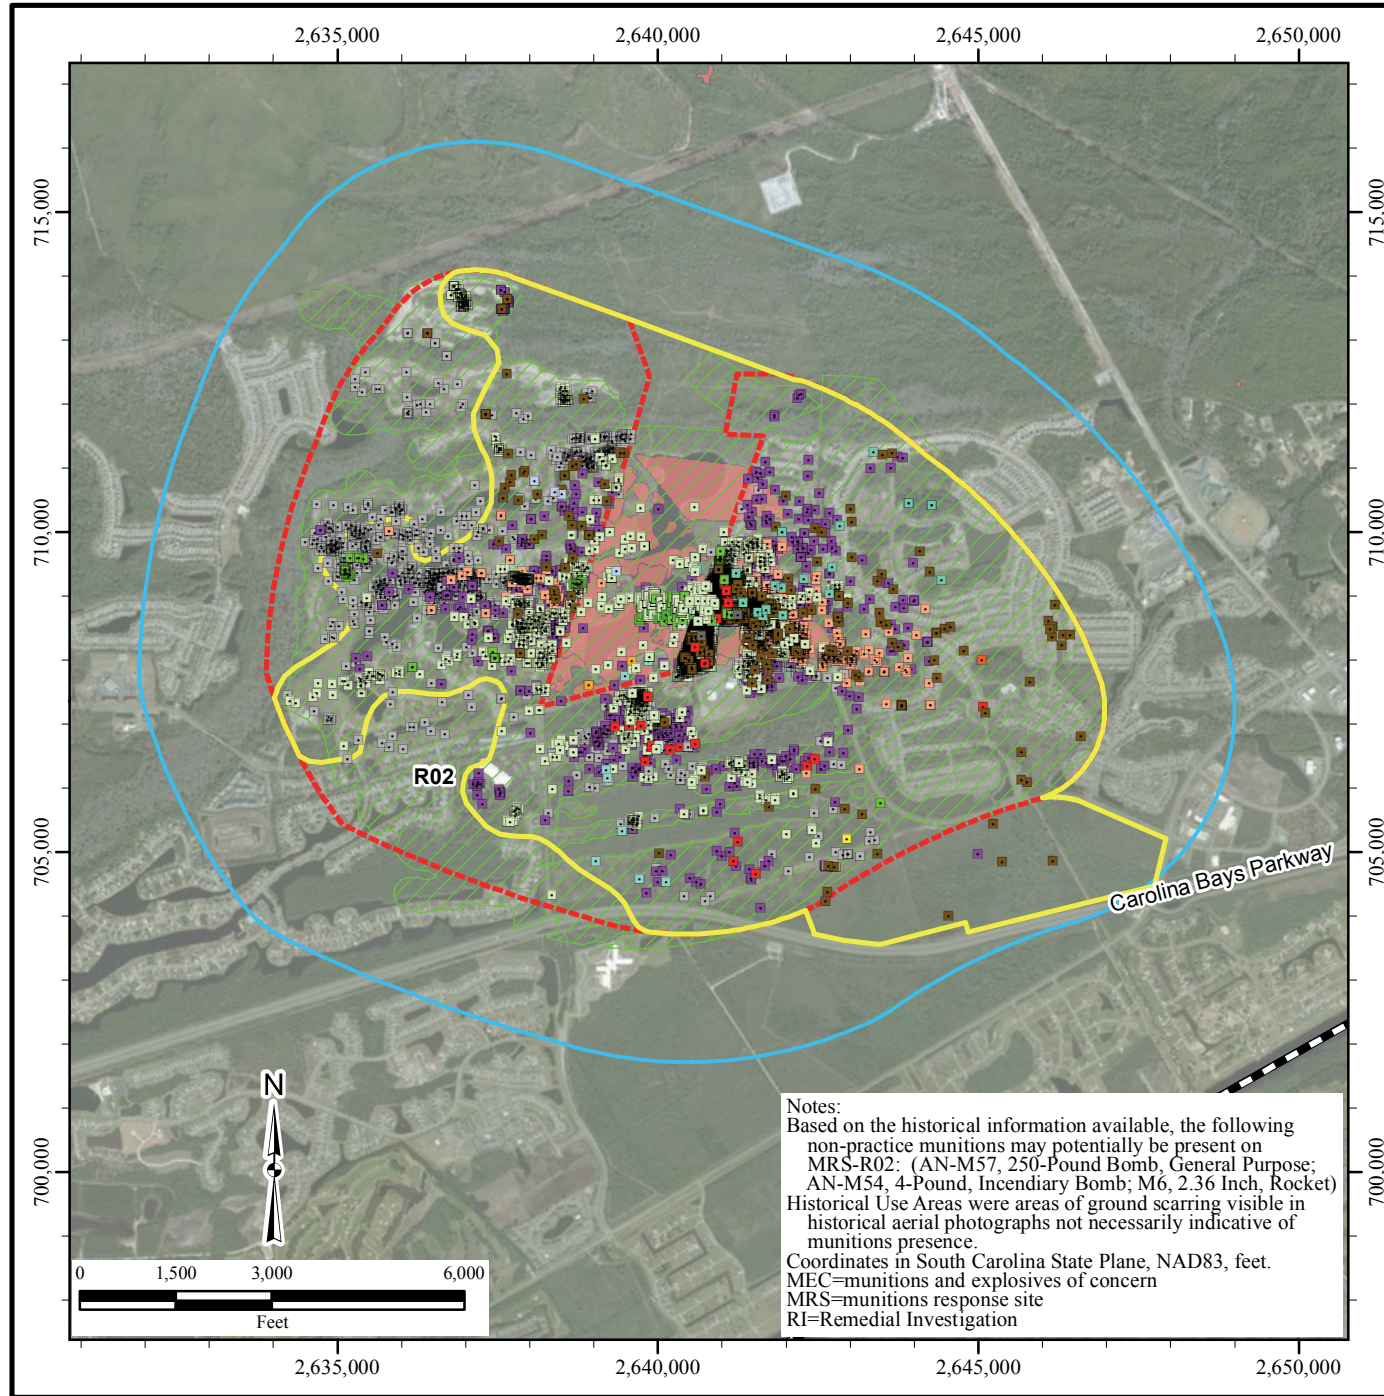 2,635,000 2,640,000 2,645,000 2,650,000
715,000 715,000
710,000 710,000
R02
705,000 705,000
Carolina Bays Parkway
N
700,000 700,000
Notes:
Based on the historical information available, the following
non-practice munitions may potentially be present on
MRS-R02: (AN-M57, 250-Pound Bomb, General Purpose;
AN-M54, 4-Pound, Incendiary Bomb; M6, 2.36 Inch, Rocket)
Historical Use Areas were areas of ground scarring visible in
historical aerial photographs not necessarily indicative of
munitions presence.
Coordinates in South Carolina State Plane, NAD83, feet.
MEC=munitions and explosives of concern
MRS=munitions response site
RI=Remedial Investigation
0 1,500 3,000 6,000
Feet
2,635,000 2,640,000 2,645,000 2,650,000